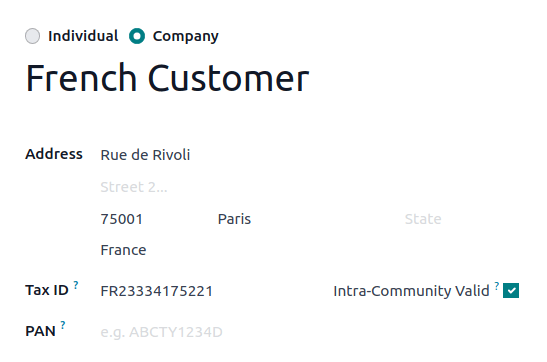 Individual Company
French Customer
Address Rue de Rivoli
Street 2...
75001 Paris State
France
Tax ID ? FR23334175221 Intra-Community Valid ?
PAN ? e.g. ABCTY1234D